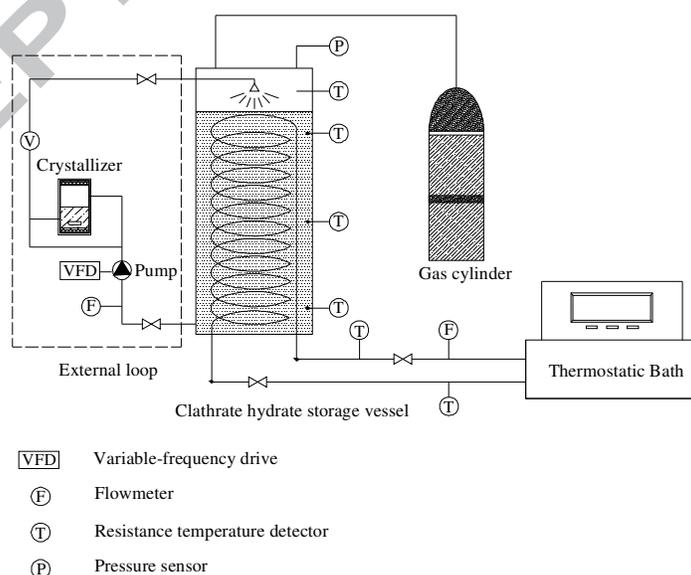 EPT
P
T
T
V
Crystallizer
T
VFD
Pump
Gas cylinder
F
T
T
F
External loop
Thermostatic Bath
Clathrate hydrate storage vessel
T
VFD Variable-frequency drive
F Flowmeter
T Resistance temperature detector
P Pressure sensor